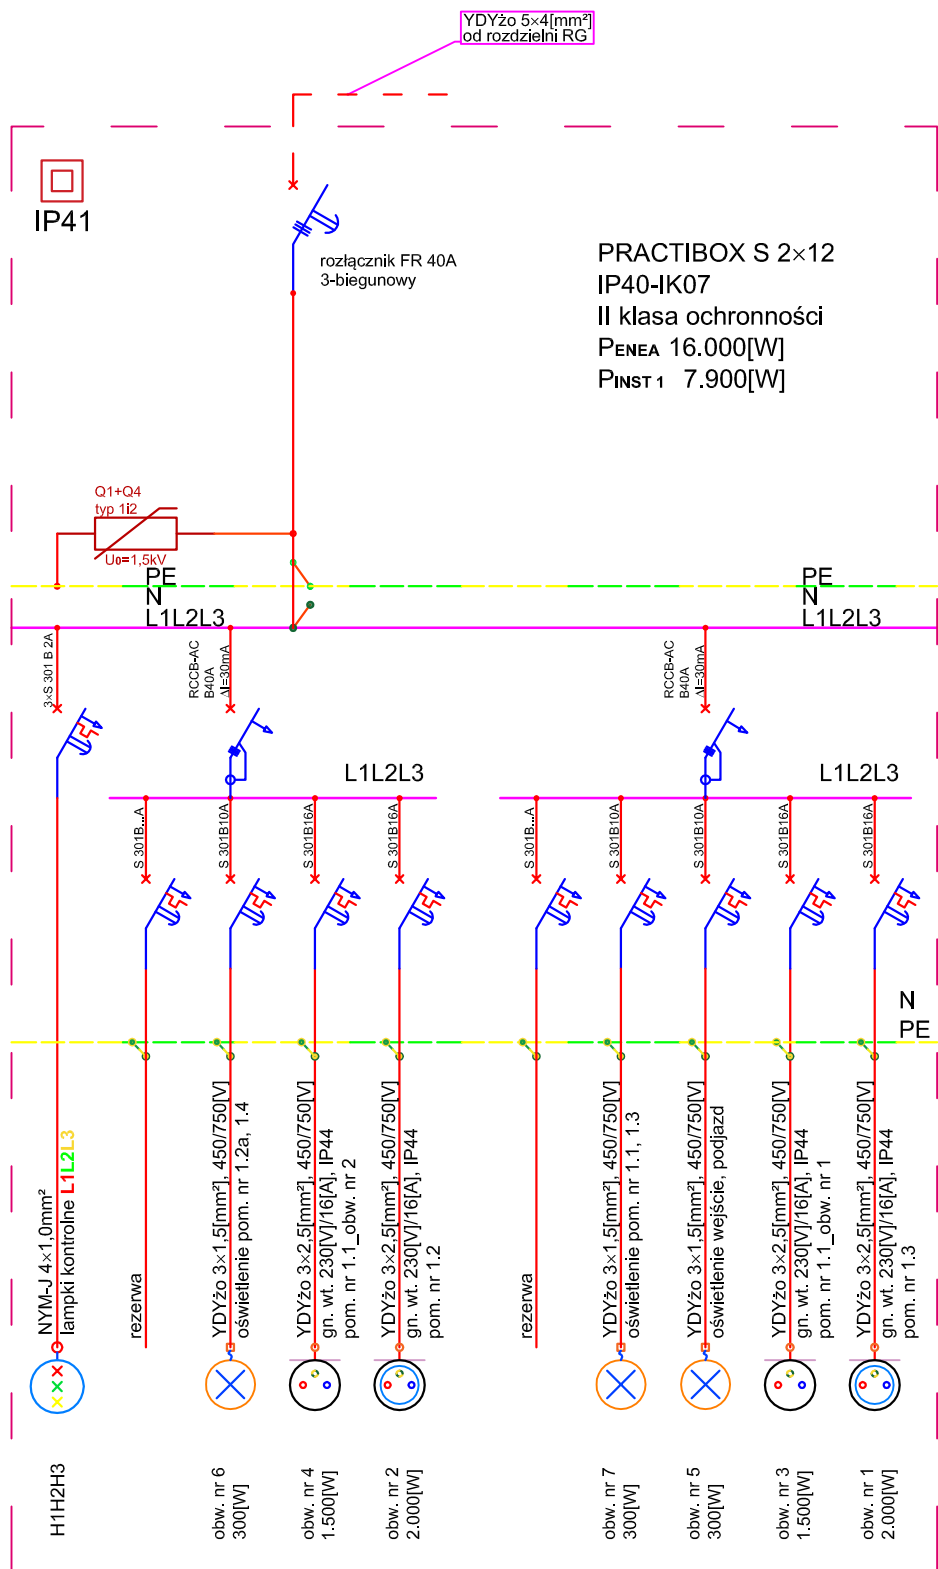 YDYżo 5×4[mm²]
od rozdzielni RG
IP41
rozłącznik FR 40A
3-biegunowy
PRACTIBOX S 2×12
IP40-IK07
II klasa ochronności
PENEA 16.000[W]
PINST 1 7.900[W]
Q1+Q4
typ 1i2
U0=1,5kV
PE
N
L1L2L3
PE
N
L1L2L3
3×S 301 B 2A
RCCB-AC
B40A
ΔI=30mA
RCCB-AC
B40A
ΔI=30mA
L1L2L3
L1L2L3
S 301B...A
S 301B10A
S 301B16A
S 301B16A
S 301B...A
S 301B10A
S 301B10A
S 301B16A
S 301B10A
N
PE
NYM-J 4×1,0mm²
lampki kontrolne L1L2L3
rezerwa
YDYżo 3×1,5[mm²], 450/750[V]
oświetlenie pom. nr 1.2a, 1.4
YDYżo 3×2,5[mm²], 450/750[V]
gn. wt. 230[V]/16[A], IP44
pom. nr 1.1_obw. nr 2
YDYżo 3×2,5[mm²], 450/750[V]
gn. wt. 230[V]/16[A], IP44
pom. nr 1.2
rezerwa
YDYżo 3×1,5[mm²], 450/750[V]
oświetlenie pom. nr 1.1, 1.3
YDYżo 3×1.5[mm²], 450/750[V]
oświetlenie wejście, podjazd
YDYżo 3×2,5[mm²], 450/750[V]
gn. wt. 230[V]/16[A], IP44
pom. nr 1.1_obw. nr 1
YDYżo 3×2,5[mm²], 450/750[V]
gn. wt. 230[V]/16[A], IP44
pom. nr 1.3
H1H2H3
obw. nr 6
300[W]
obw. nr 4
1.500[W]
obw. nr 2
2.000[W]
obw. nr 7
300[W]
obw. nr 5
300[W]
obw. nr 3
1.500[W]
obw. nr 1
2.000[W]